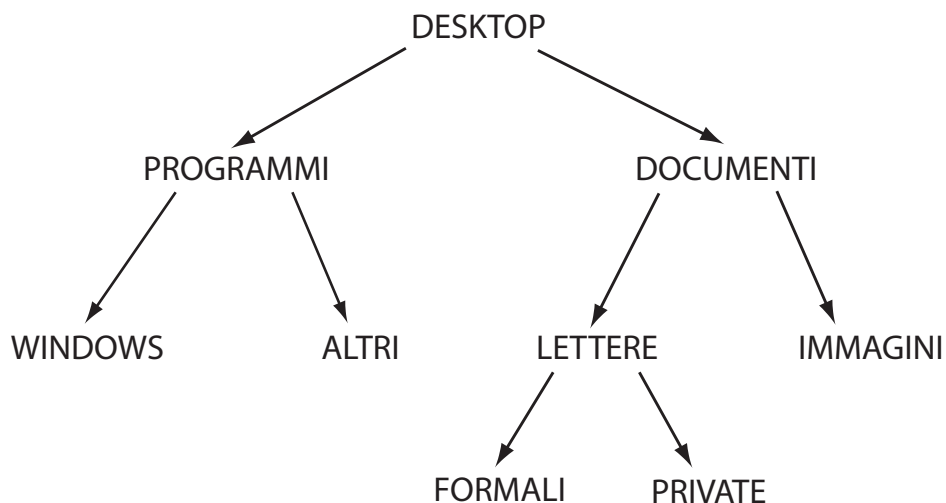 DESKTOP
PROGRAMMI DOCUMENTI
WINDOWS ALTRI LETTERE IMMAGINI
FORMALI PRIVATE